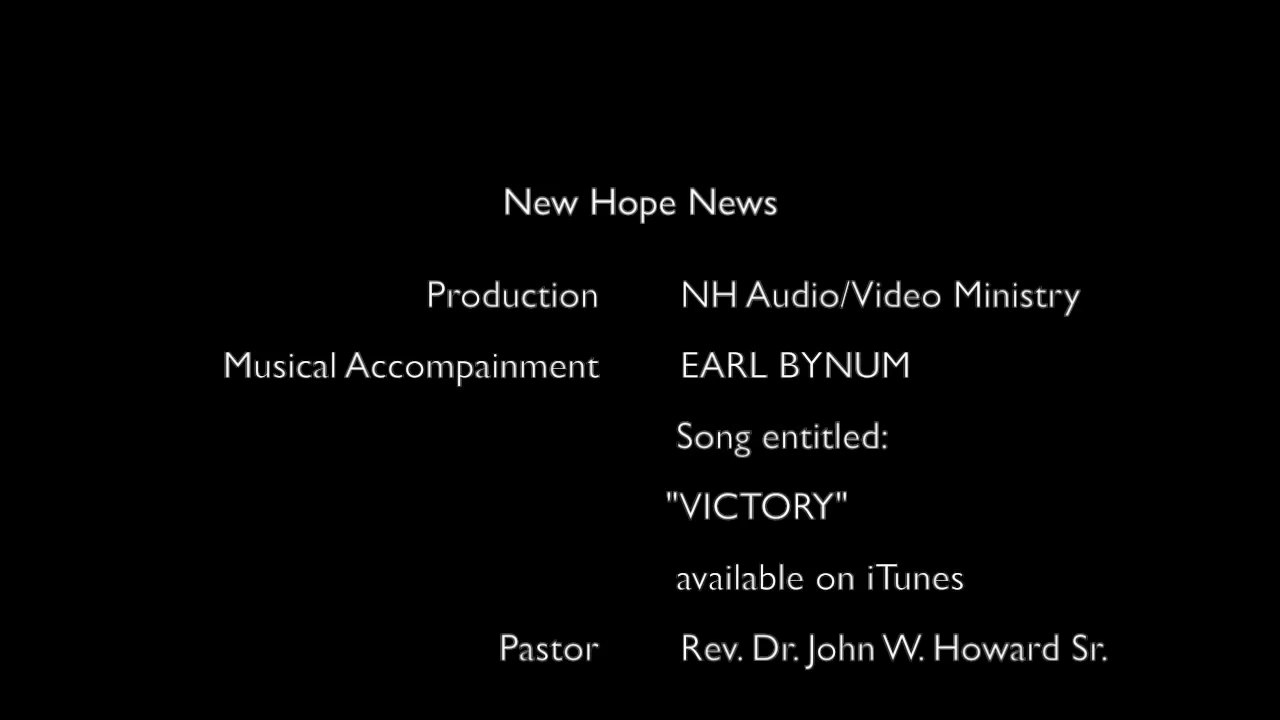 New Hope News
Production NH Audio/Video Ministry
Musical Accompainment EARL BYNUM
Song entitled:
"VICTORY"
available on iTunes
Pastor Rev. Dr. John W. Howard Sr.